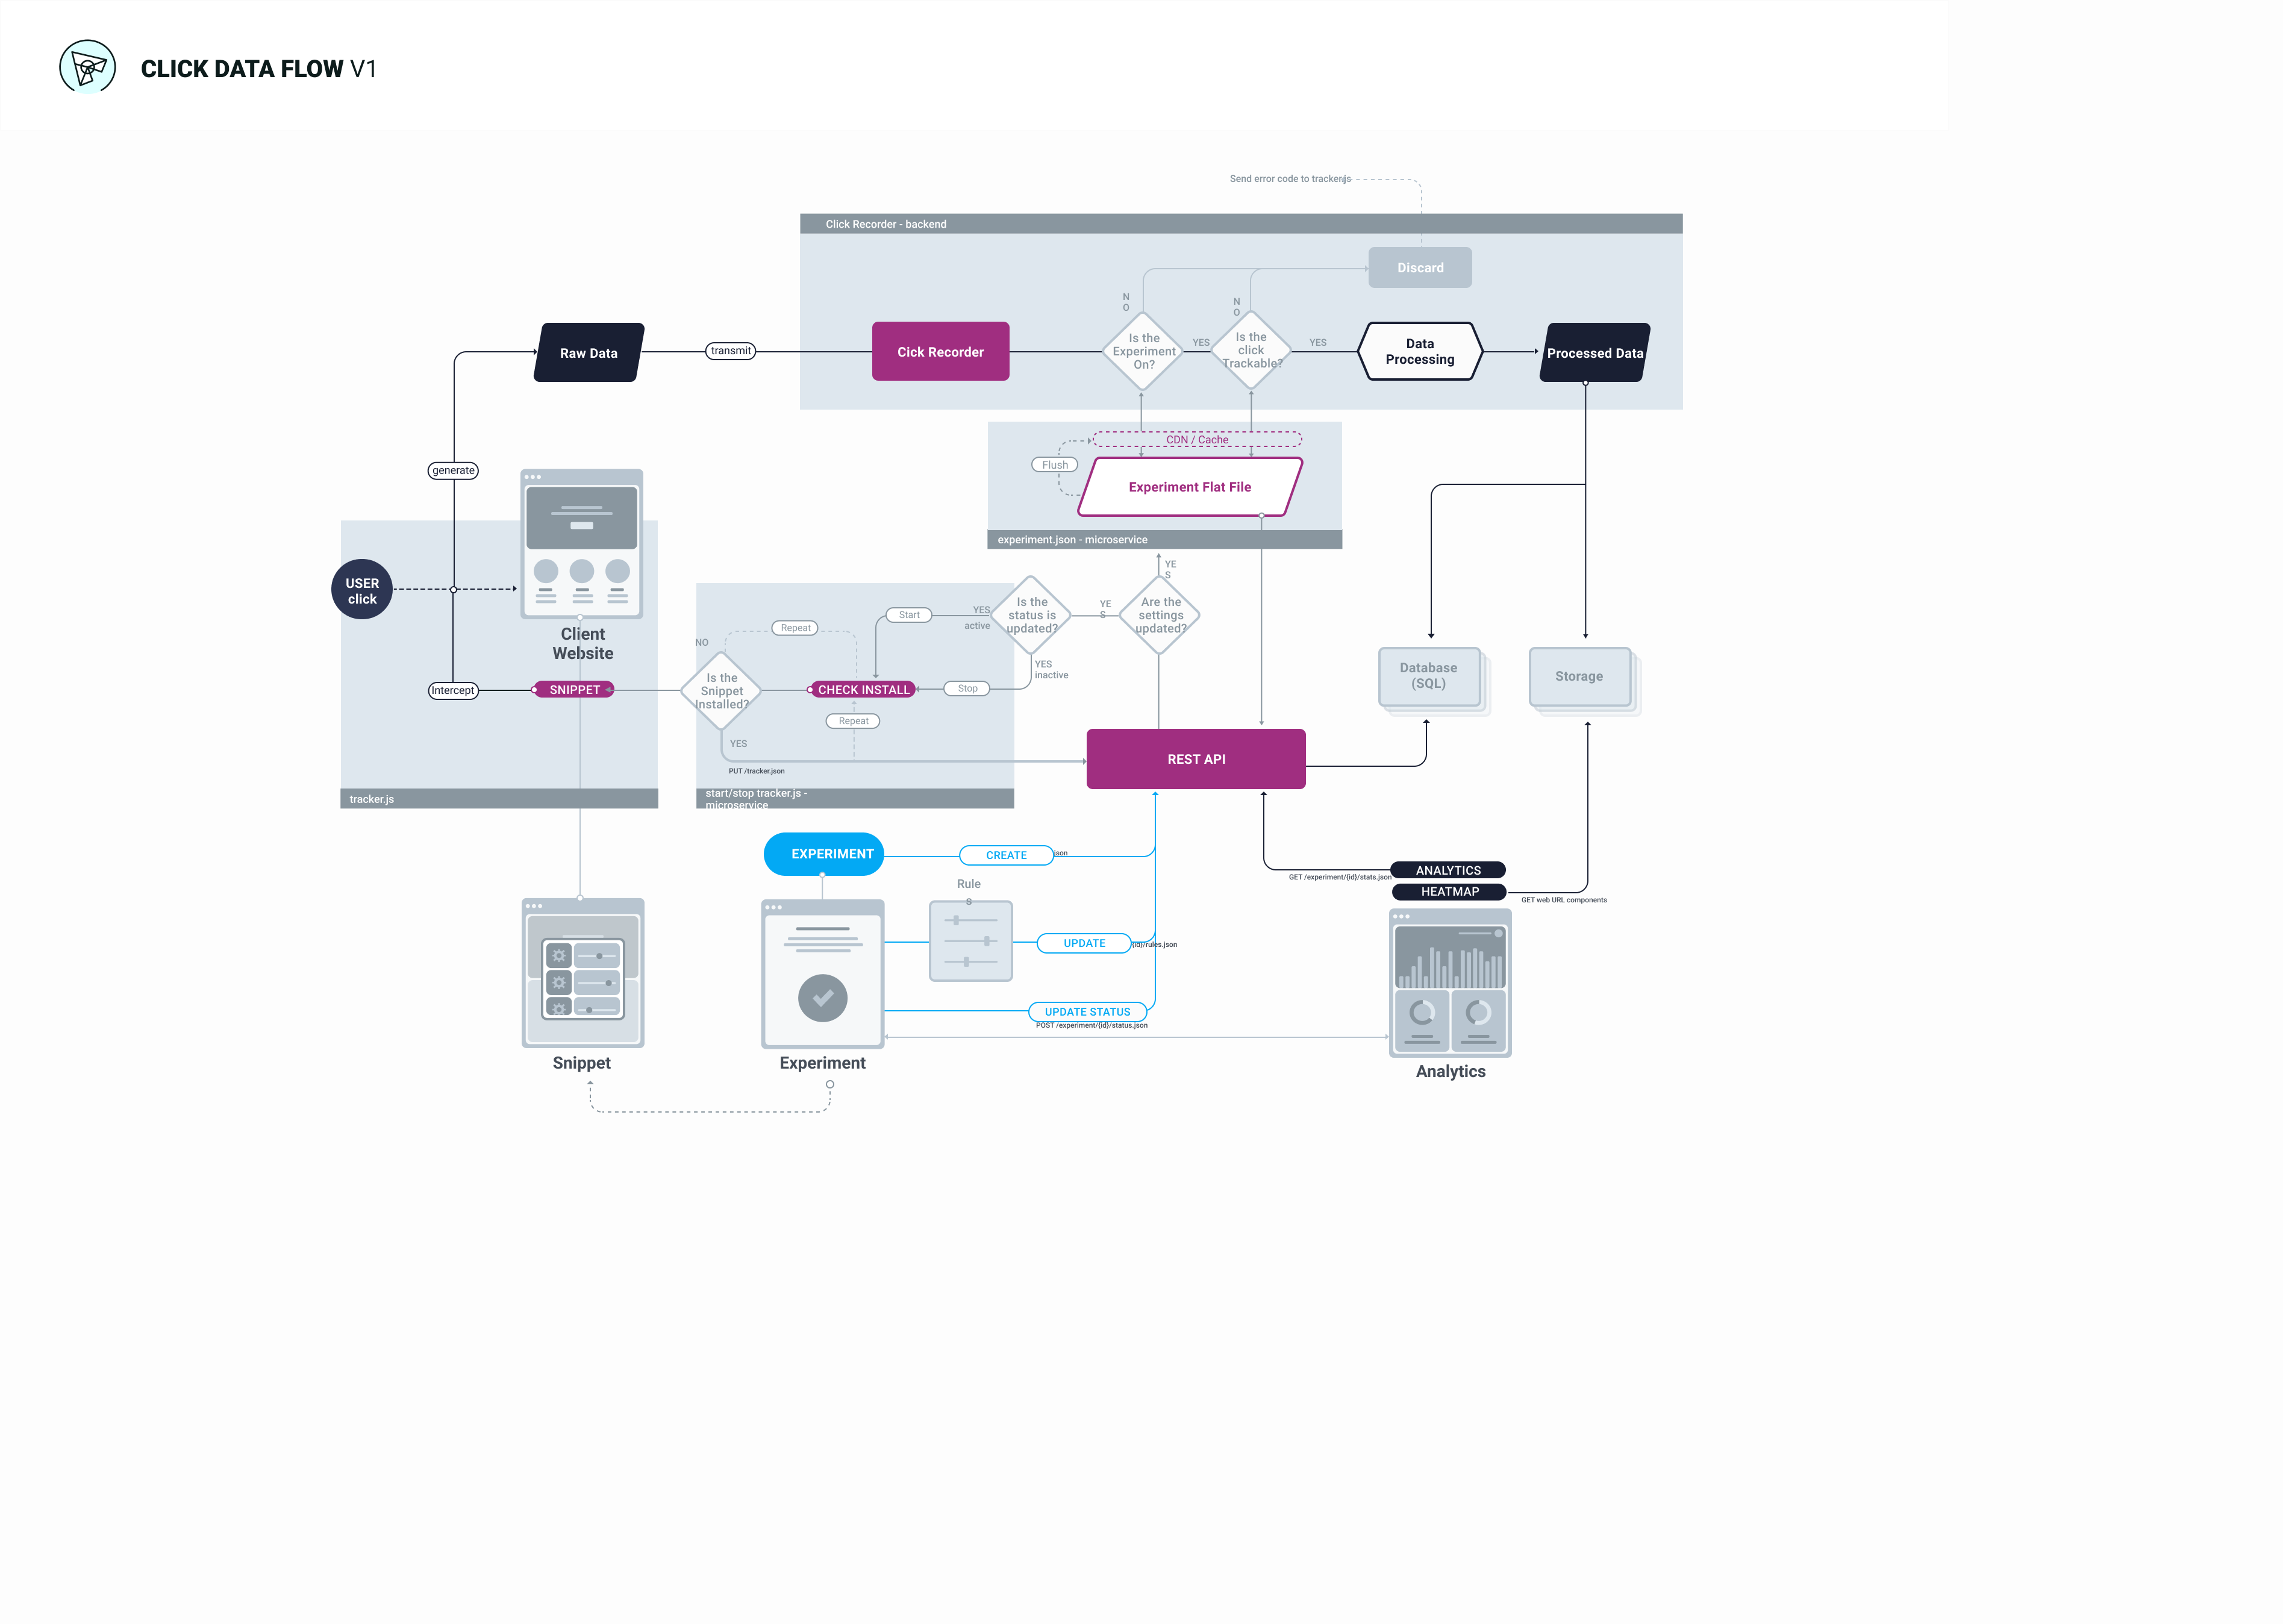 CLICK DATA FLOW V1
Send error code to tracker.js
Click Recorder - backend
Discard
N
O
N
O
Raw Data
transmit
Cick Recorder
Is the
Experiment
On?
YES
Is the
click
Trackable?
YES
Data
Processing
Processed Data
CDN / Cache
Flush
Experiment Flat File
experiment.json - microservice
generate
USER
click
Client
Website
Intercept
SNIPPET
tracker.js
NO
Repeat
Start
YES
active
Is the
status is
updated?
YE
S
Are the
settings
updated?
YE
S
YES
inactive
Is the
Snippet
Installed?
CHECK INSTALL
Stop
Repeat
YES
PUT /tracker.json
start/stop tracker.js -
microservice
REST API
Database
(SQL)
Storage
EXPERIMENT
CREATE
json
Rule
s
UPDATE
{id}/rules.json
UPDATE STATUS
POST /experiment/{id}/status.json
ANALYTICS
GET /experiment/{id}/stats.json
HEATMAP
GET web URL components
Snippet
Experiment
Analytics